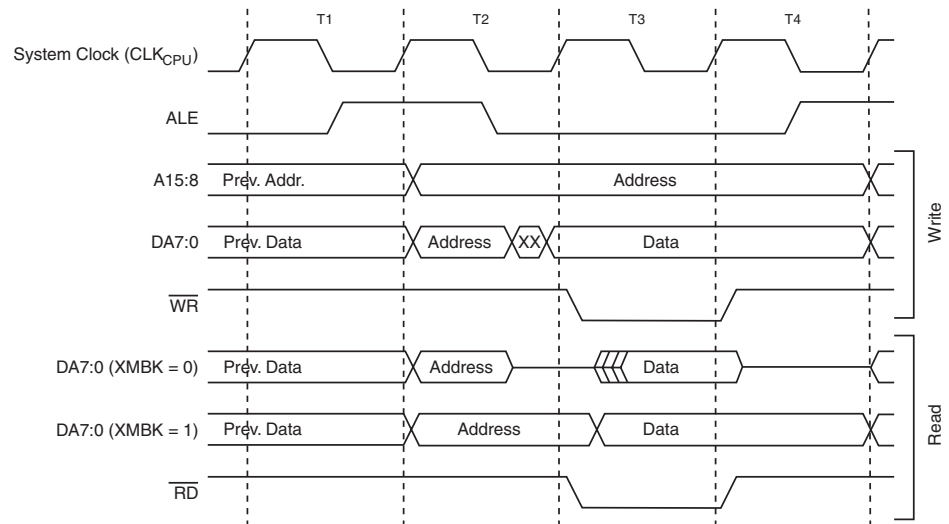 T1 T2 T3 T4
System Clock (CLKCPU)
ALE
A15:8 Prev. Addr. Address
DA7:0 Prev. Data Address XX Data
WR
Write
DA7:0 (XMBK = 0) Prev. Data Address Data
DA7:0 (XMBK = 1) Prev. Data Address Data
RD
Read